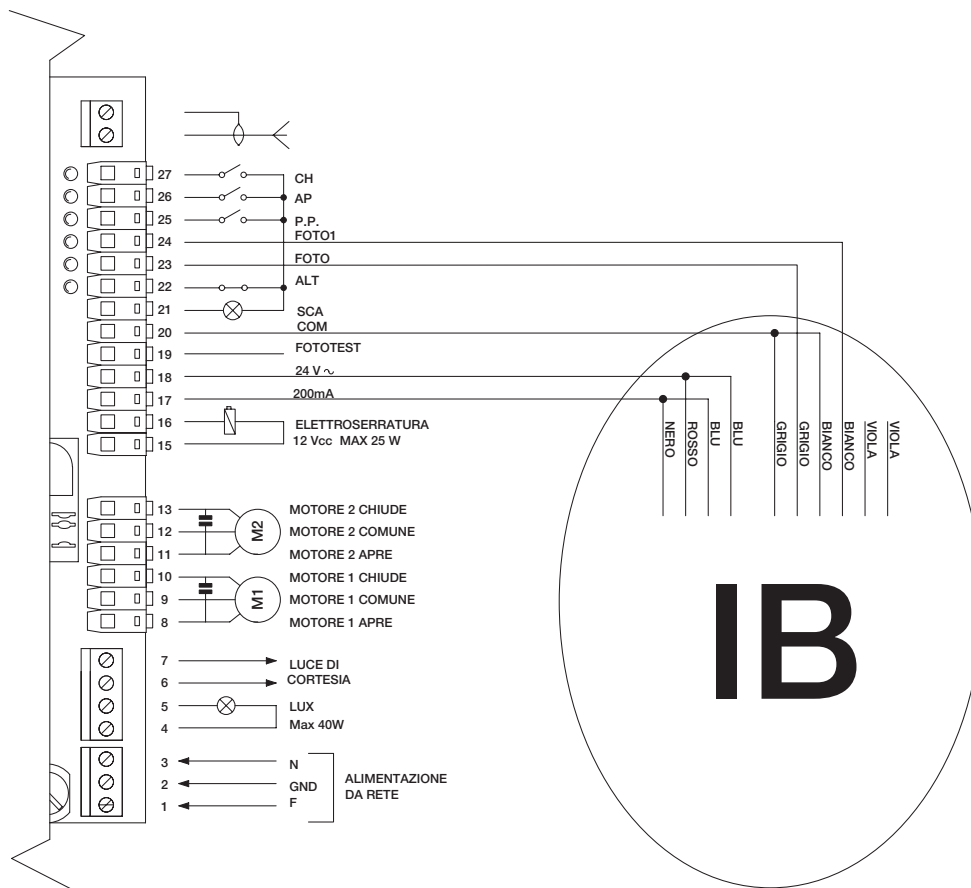 27 CH
26 AP
25 P.P.
24 FOTO1
23 FOTO
22 ALT
21 SCA
20 COM
19 FOTOTEST
18 24 V ~
17 200mA
16 ELETTROSERRATURA
15 12 Vcc MAX 25 W
NERO
ROSSO
BLU
BLU
GRIGIO
GRIGIO
BIANCO
BIANCO
VIOLA
VIOLA
13 MOTORE 2 CHIUDE
12 M2 MOTORE 2 COMUNE
11 MOTORE 2 APRE
10 MOTORE 1 CHIUDE
9 M1 MOTORE 1 COMUNE
8 MOTORE 1 APRE
IB
7 LUCE DI
6 CORTESIA
5 LUX
4 Max 40W
3 N
2 GND
1 F
ALIMENTAZIONE
DA RETE